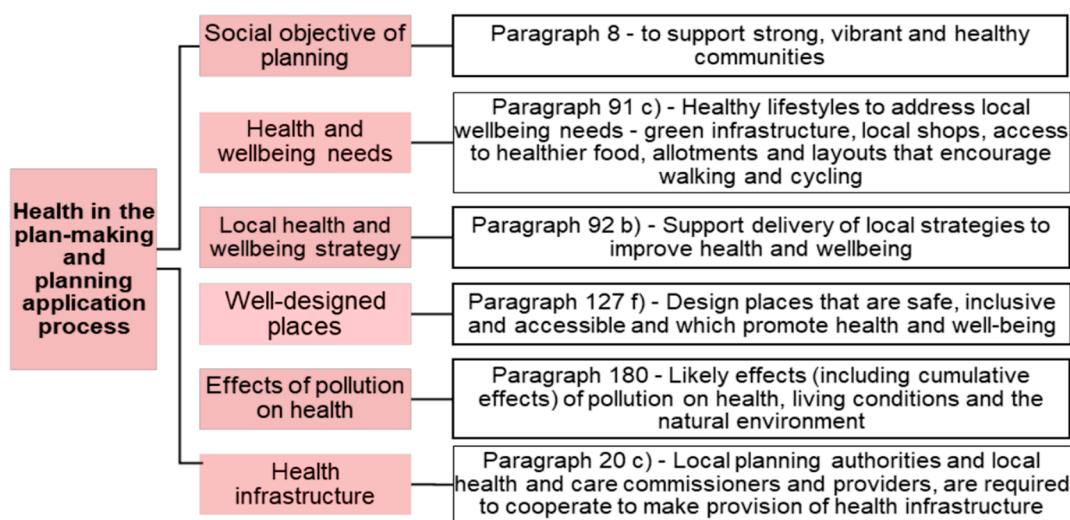 Health in the
plan-making
and
planning
application
process
Social objective of
planning
Paragraph 8 - to support strong, vibrant and healthy
communities
Health and
wellbeing needs
Paragraph 91 c) - Healthy lifestyles to address local
wellbeing needs - green infrastructure, local shops, access
to healthier food, allotments and layouts that encourage
walking and cycling
Local health and
wellbeing strategy
Paragraph 92 b) - Support delivery of local strategies to
improve health and wellbeing
Well-designed
places
Paragraph 127 f) - Design places that are safe, inclusive
and accessible and which promote health and well-being
Effects of pollution
on health
Paragraph 180 - Likely effects (including cumulative
effects) of pollution on health, living conditions and the
natural environment
Health
infrastructure
Paragraph 20 c) - Local planning authorities and local
health and care commissioners and providers, are required
to cooperate to make provision of health infrastructure